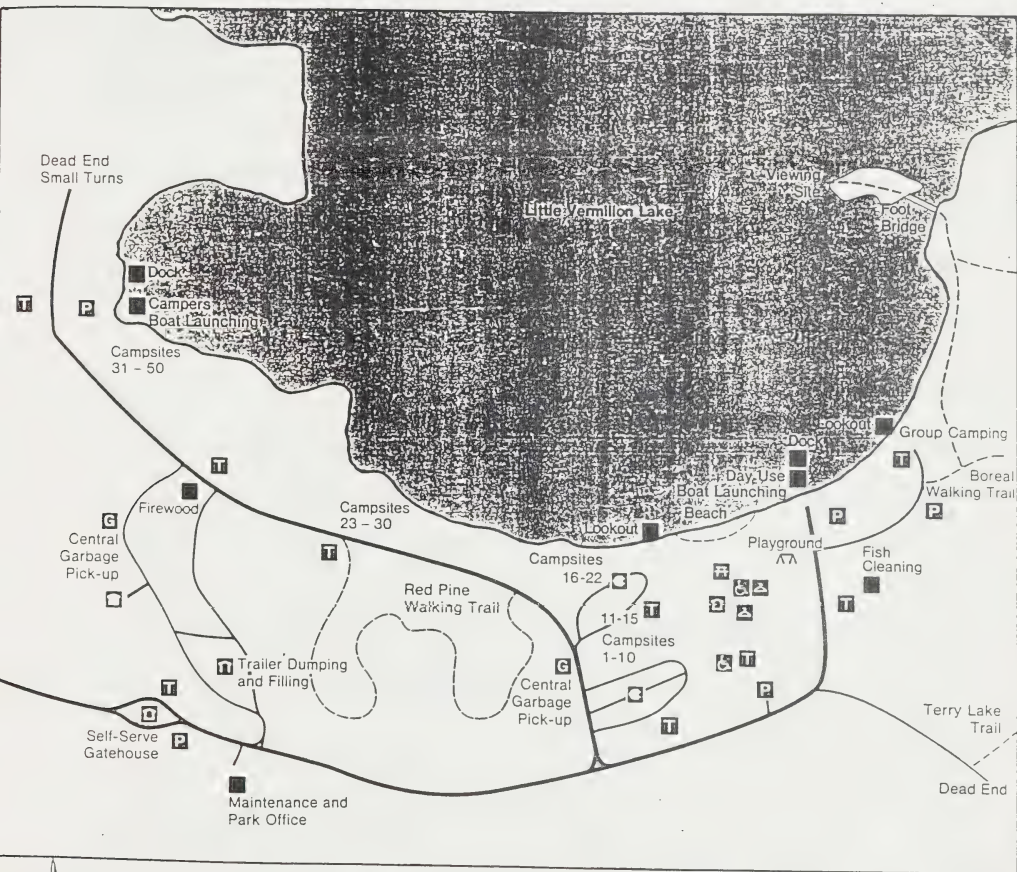 Dead End
Small Turns
Viewing
Site
Little Vermilion Lake
Foot
Bridge
Dock
T
P
Campers
Boat Launching
Campsites
31 – 50
Lookout
Group Camping
Dock
T
T
Day Use
Boat Launching
Boreal
Walking Trail
Firewood
Campsites
23 – 30
Beach
P
P
G
Lookout
Central
Garbage
Pick-up
T
Playground
Fish
Cleaning
Campsites
16-22
Red Pine
Walking Trail
T
T
11-15
Campsites
1-10
Trailer Dumping
and Filling
G
T
Central
Garbage
Pick-up
T
P
Terry Lake
Trail
Self-Serve
Gatehouse
P
T
Dead End
Maintenance and
Park Office